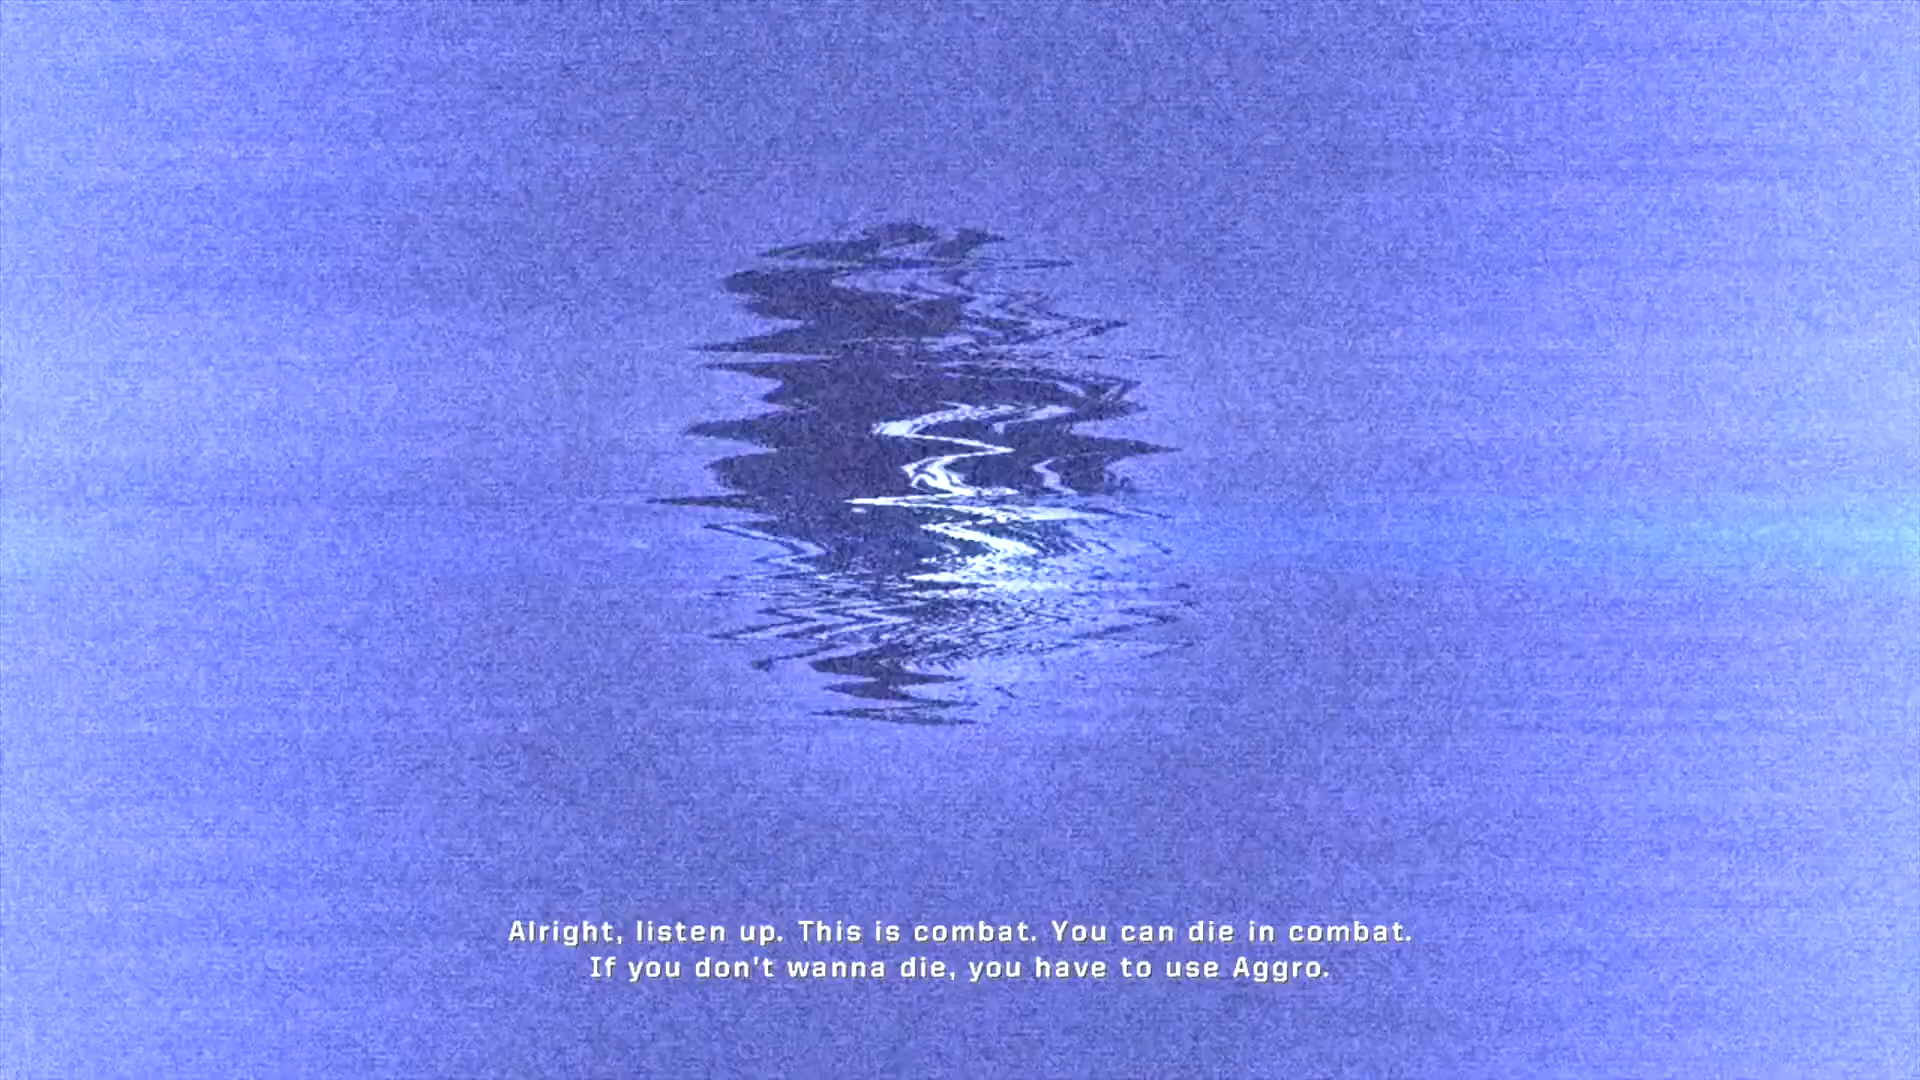 Alright, listen up. This is combat. You can die in combat.
If you don't wanna die, you have to use Aggro.